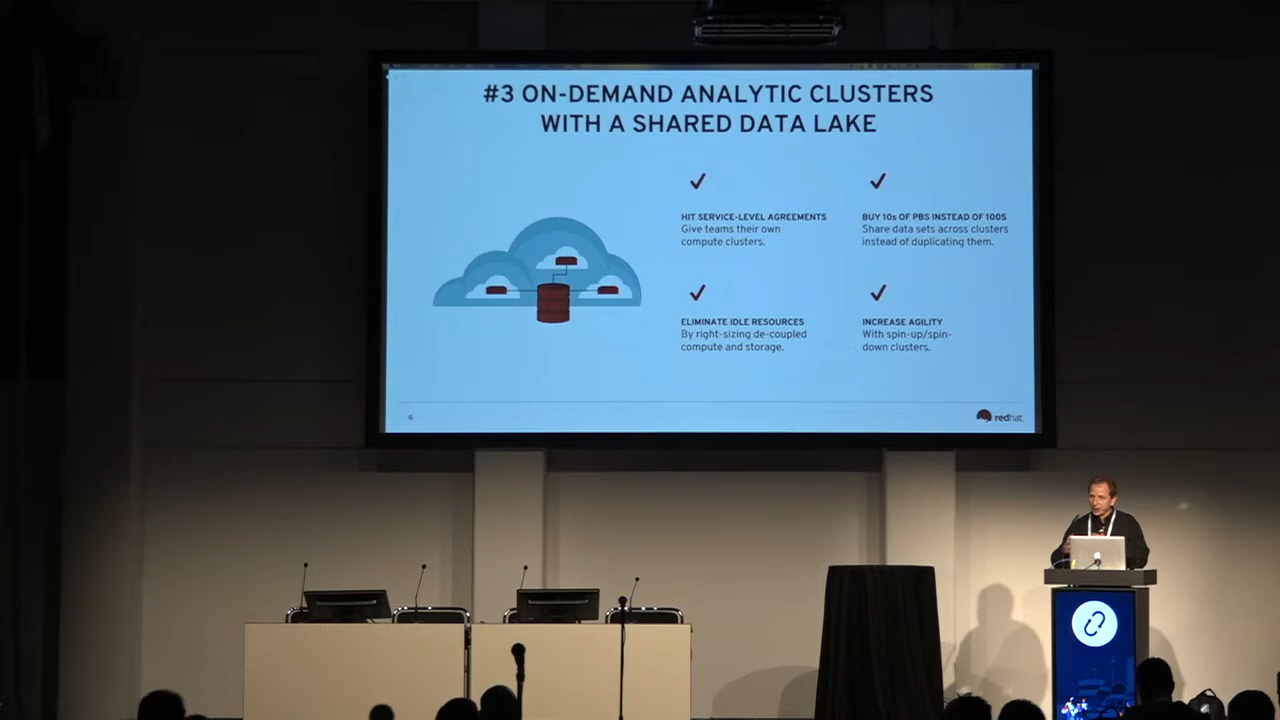 #3 ON-DEMAND ANALYTIC CLUSTERS
WITH A SHARED DATA LAKE
HIT SERVICE-LEVEL AGREEMENTS
Give teams their own
compute clusters.
BUY 10s OF PBS INSTEAD OF 100S
Share data sets across clusters
instead of duplicating them.
ELIMINATE IDLE RESOURCES
By right-sizing de-coupled
compute and storage.
INCREASE AGILITY
With spin-up/spin-
down clusters.
6
redhat.